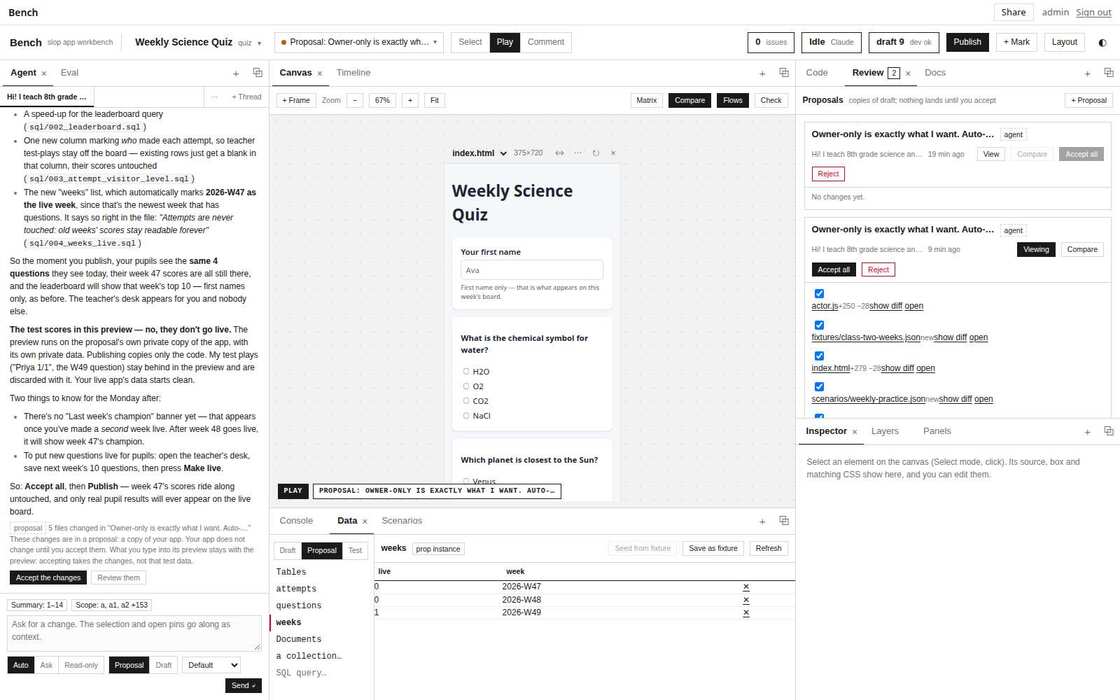 Bench
Share admin Sign out
Bench slop app workbench Weekly Science Quiz quiz ▾
Proposal: Owner-only is exactly wh… ▾
Select Play Comment
0 issues Idle Claude draft 9 dev ok Publish + Mark Layout
Agent × Eval +
Hi! I teach 8th grade … ··· + Thread
• A speed-up for the leaderboard query
( sql/002_leaderboard.sql )
• One new column marking who made each attempt, so teacher
test-plays stay off the board — existing rows just get a blank in
that column, their scores untouched
( sql/003_attempt_visitor_level.sql )
• The new "weeks" list, which automatically marks 2026-W47 as
the live week, since that's the newest week that has
questions. It says so right in the file: "Attempts are never
touched: old weeks' scores stay readable forever"
( sql/004_weeks_live.sql )
So the moment you publish, your pupils see the same 4
questions they see today, their week 47 scores are all still there,
and the leaderboard will show that week's top 10 — first names
only, as before. The teacher's desk appears for you and nobody
else.
The test scores in this preview — no, they don't go live. The
preview runs on the proposal's own private copy of the app, with
its own private data. Publishing copies only the code. My test plays
("Priya 1/1", the W49 question) stay behind in the preview and are
discarded with it. Your live app's data starts clean.
Two things to know for the Monday after:
• There's no "Last week's champion" banner yet — that appears
once you've made a second week live. After week 48 goes live,
it will show week 47's champion.
• To put new questions live for pupils: open the teacher's desk,
save next week's 10 questions, then press Make live.
So: Accept all, then Publish — week 47's scores ride along
untouched, and only real pupil results will ever appear on the live
board.
proposal 5 files changed in "Owner-only is exactly what I want. Auto-…"
These changes are in a proposal: a copy of your app. Your app does not
change until you accept them. What you type into its preview stays with the
preview: accepting takes the changes, not that test data.
Accept the changes Review them
Summary: 1–14 Scope: a, a1, a2 +153
Ask for a change. The selection and open pins go along as
context.
Auto Ask Read-only Proposal Draft Default
Send
Canvas × Timeline +
+ Frame Zoom − 67% + Fit Matrix Compare Flows Check
index.html 375×720 ⇔ ··· ↻ ×
Weekly Science
Quiz
Your first name
Ava
First name only — that is what appears on this
week's board.
What is the chemical symbol for
water?
H2O
O2
CO2
NaCl
Which planet is closest to the Sun?
Venus
PLAY PROPOSAL: OWNER-ONLY IS EXACTLY WHAT I WANT. AUTO-…
Console Data × Scenarios +
Draft Proposal Test
Tables
attempts
questions
weeks
Documents
a collection…
SQL query…
weeks prop instance Seed from fixture Save as fixture Refresh
live week
0 2026-W47 ✕
0 2026-W48 ✕
1 2026-W49 ✕
Code Review 2 × Docs +
Proposals copies of draft; nothing lands until you accept + Proposal
Owner-only is exactly what I want. Auto-… agent
Hi! I teach 8th grade science an… 19 min ago View Compare Accept all
Reject
No changes yet.
Owner-only is exactly what I want. Auto-… agent
Hi! I teach 8th grade science an… 9 min ago Viewing Compare
Accept all Reject
actor.js+250 −28show diff open
fixtures/class-two-weeks.jsonnewshow diff open
index.html+279 −28show diff open
scenarios/weekly-practice.jsonnewshow diff open
Inspector × Layers Panels +
Select an element on the canvas (Select mode, click). Its source, box and
matching CSS show here, and you can edit them.